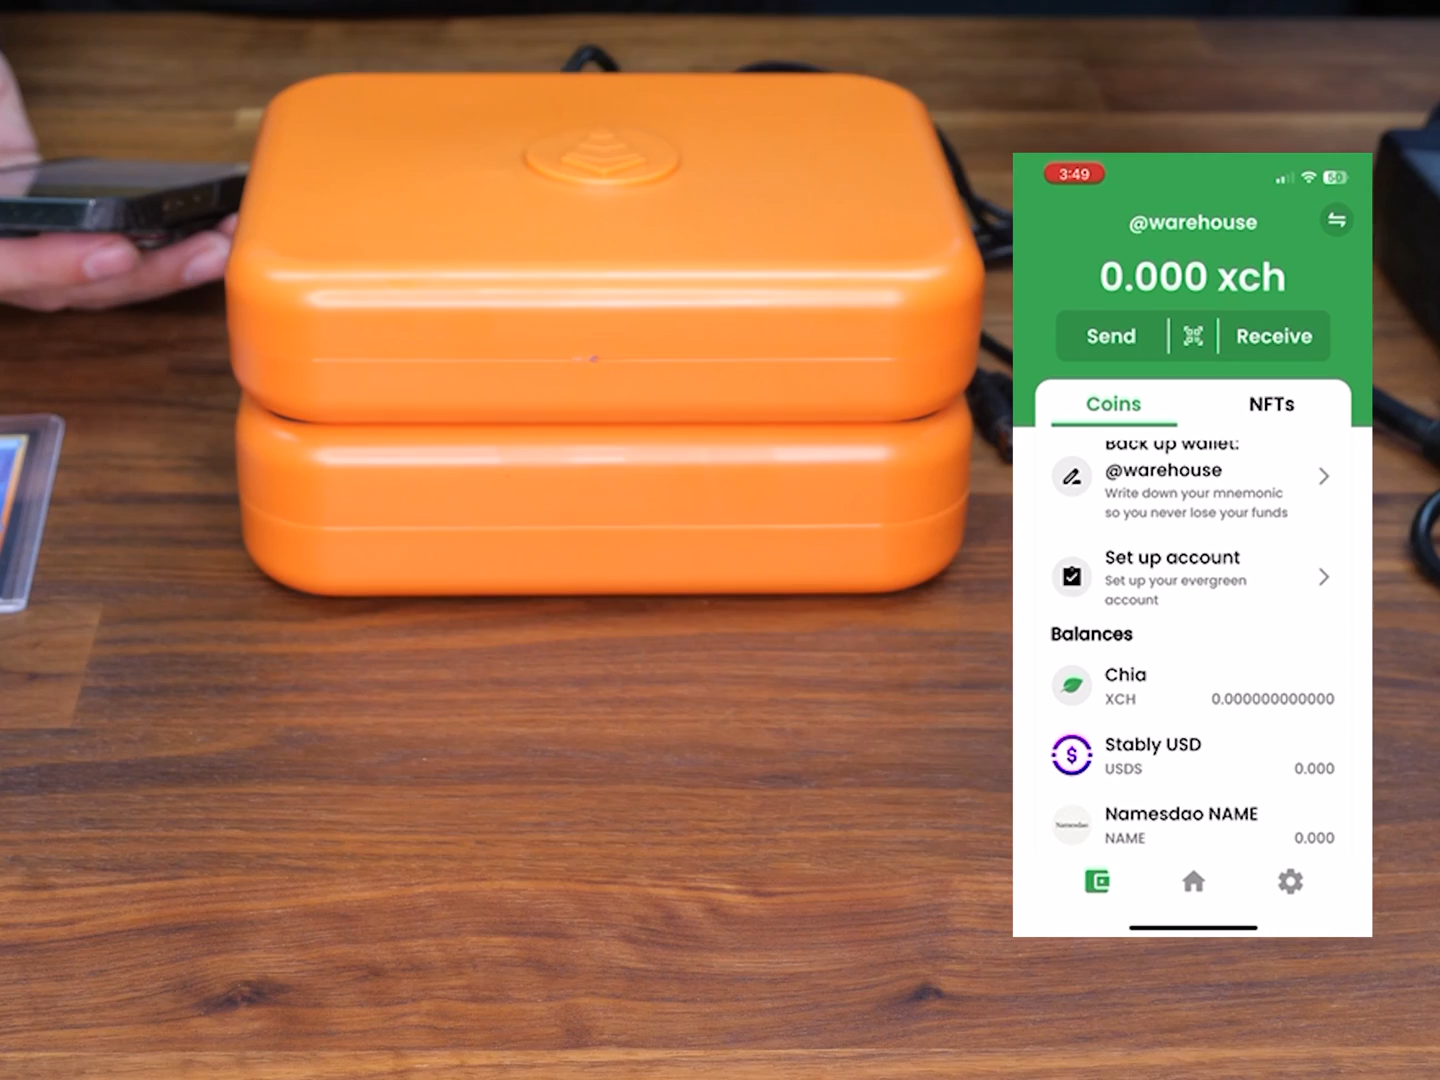 3:49
50
@warehouse
0.000 xch
Send
Receive
Coins
NFTs
Back up wallet:
@warehouse
Write down your mnemonic
so you never lose your funds
Set up account
Set up your evergreen
account
Balances
Chia
XCH 0.000000000000
Stably USD
USDS 0.000
Namesdao
Namesdao NAME
NAME 0.000